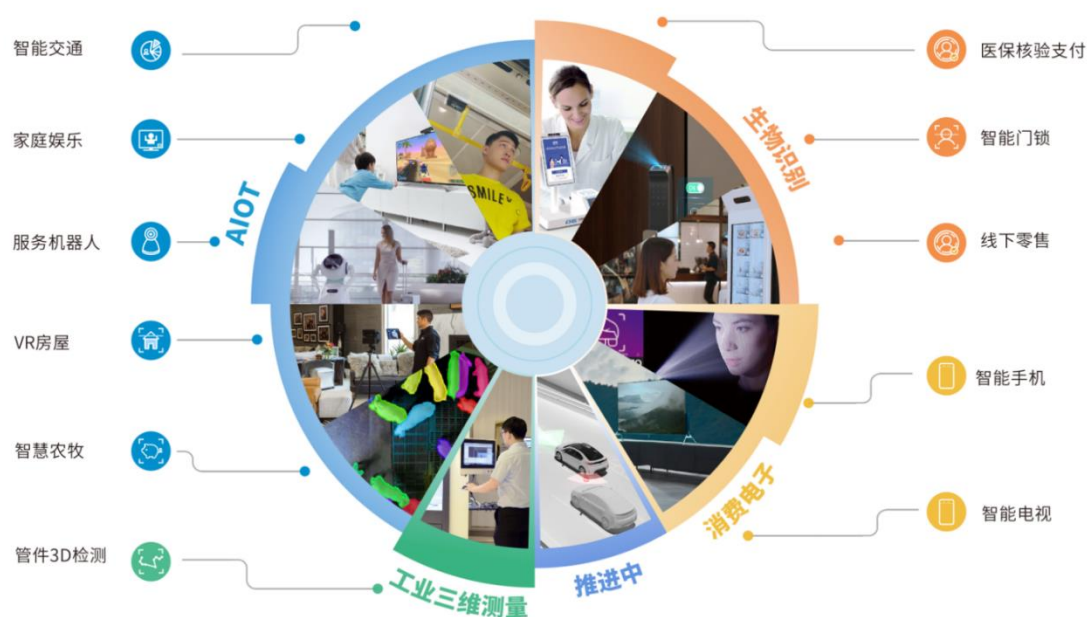 智能交通
家庭娱乐
服务机器人
VR房屋
智慧农牧
管件3D检测
AIOT
SMILEY
工业三维测量
推进中
生物识别
消费电子
医保核验支付
智能门锁
线下零售
智能手机
智能电视